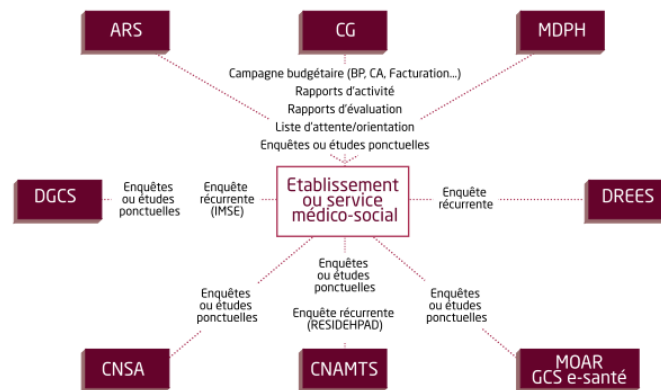 ARS
CG
MDPH
Campagne budgétaire (BP, CA, Facturation...)
Rapports d'activité
Rapports d'évaluation
Liste d'attente/orientation
Enquêtes ou études ponctuelles
DGCS
Enquêtes
ou études
ponctuelles
Enquête
récurrente
(IMSE)
Etablissement
ou service
médico-social
Enquête
récurrente
DREES
Enquêtes
ou études
ponctuelles
Enquêtes
ou études
ponctuelles
Enquête récurrente
(RESIDEHPAD)
Enquêtes
ou études
ponctuelles
CNSA
CNAMTS
MOAR
GCS e-santé